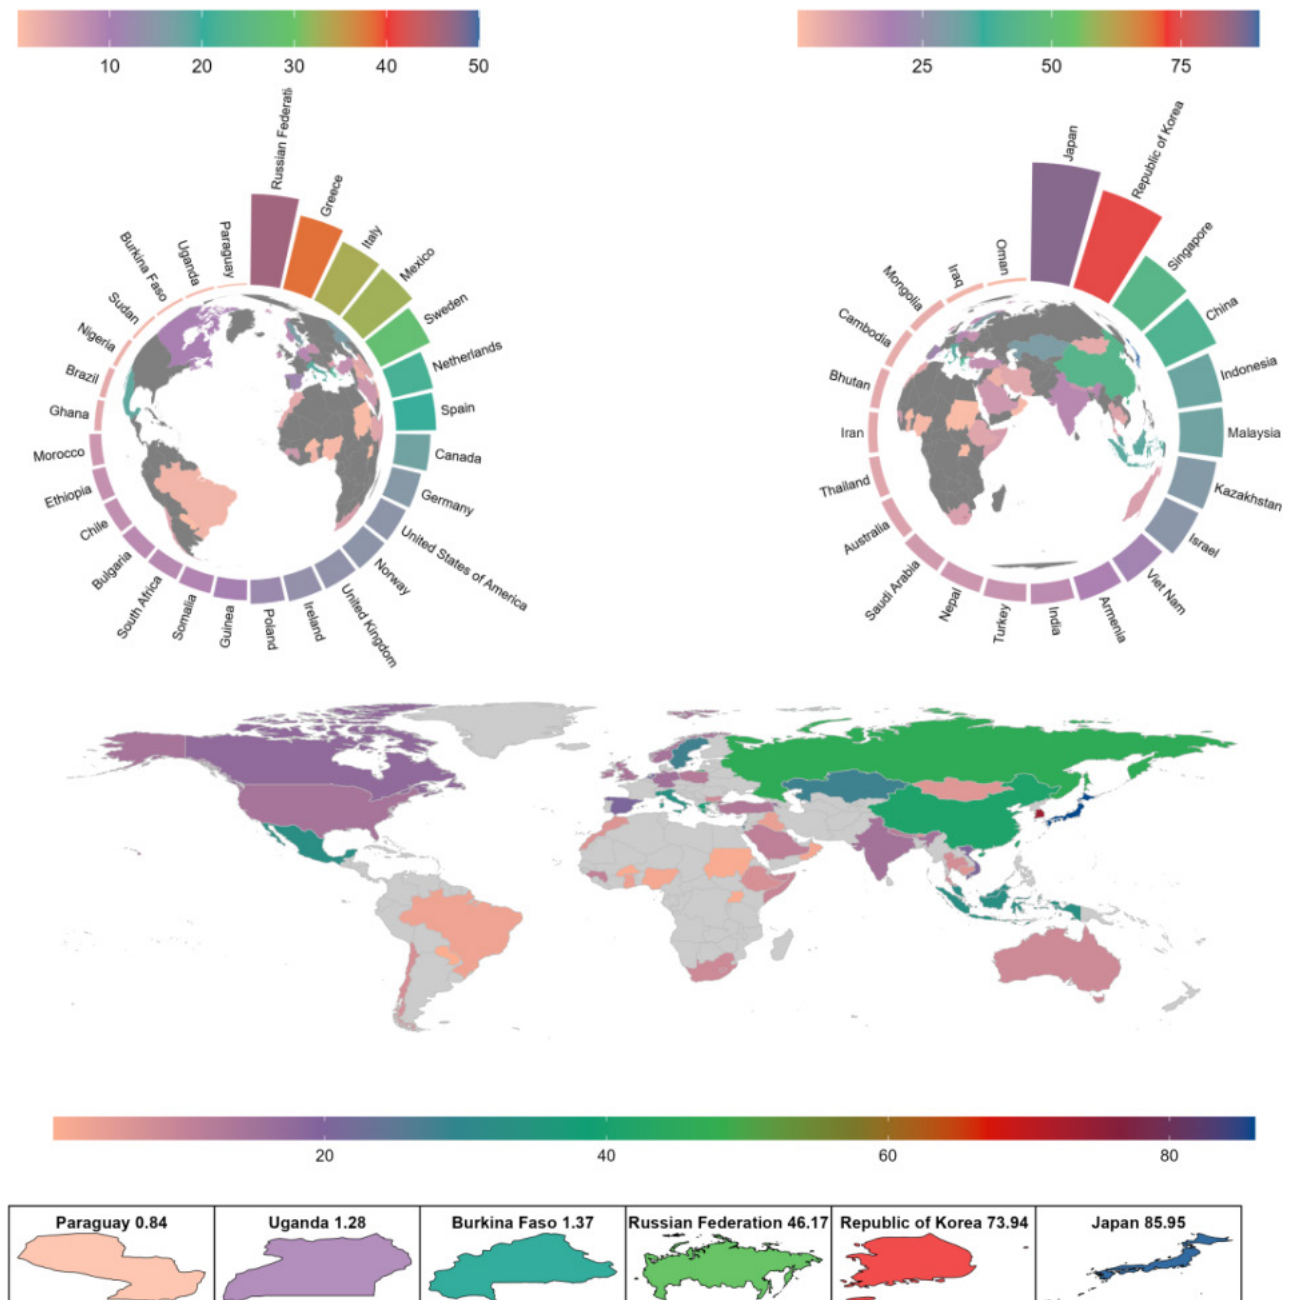 10 20 30 40 50
25 50 75
Russian Federati
Greece
Italy
Mexico
Sweden
Netherlands
Spain
Canada
Germany
United States of America
Norway
United Kingdom
Ireland
Poland
Guinea
Somalia
South Africa
Bulgaria
Chile
Ethiopia
Morocco
Ghana
Brazil
Nigeria
Sudan
Burkina Faso
Uganda
Paraguay
Japan
Republic of Korea
Singapore
China
Indonesia
Malaysia
Kazakhstan
Israel
Viet Nam
Armenia
India
Turkey
Nepal
Saudi Arabia
Australia
Thailand
Iran
Bhutan
Cambodia
Mongolia
Iraq
Oman
20 40 60 80
Paraguay 0.84
Uganda 1.28
Burkina Faso 1.37
Russian Federation 46.17
Republic of Korea 73.94
Japan 85.95